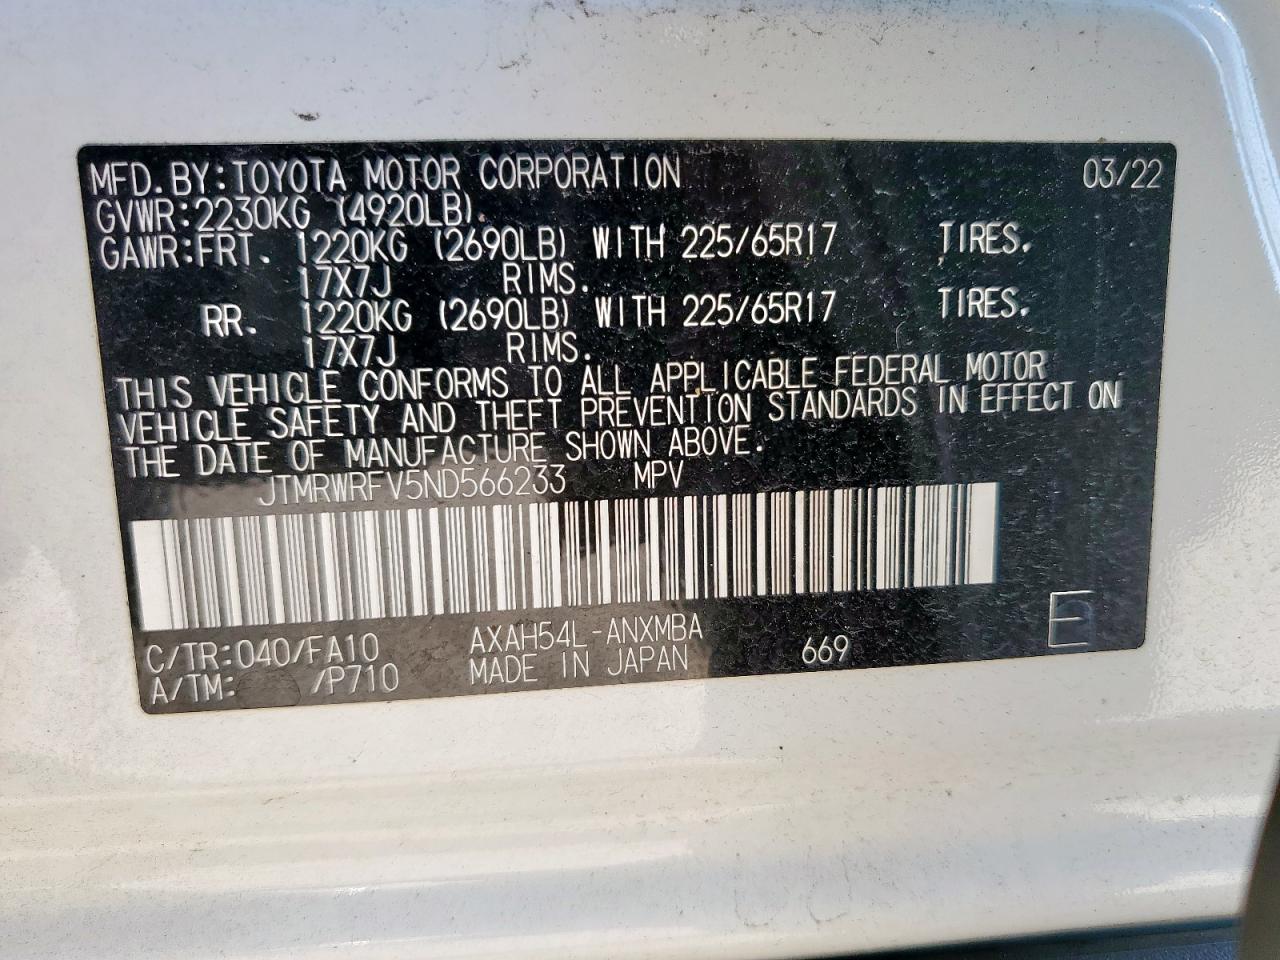 MFD.BY:TOYOTA MOTOR CORPORATION 03/22
GVWR:2230KG (4920LB)
GAWR:FRT. 1220KG (2690LB) WITH 225/65R17 TIRES.
17X7J RIMS.
RR. 1220KG (2690LB) WITH 225/65R17 TIRES.
17X7J RIMS.
THIS VEHICLE CONFORMS TO ALL APPLICABLE FEDERAL MOTOR
VEHICLE SAFETY AND THEFT PREVENTION STANDARDS IN EFFECT ON
THE DATE OF MANUFACTURE SHOWN ABOVE.
JTMRWRFV5ND566233 MPV
C/TR:040/FA10 AXAH54L-ANXMBA 669 E
A/TM: /P710 MADE IN JAPAN